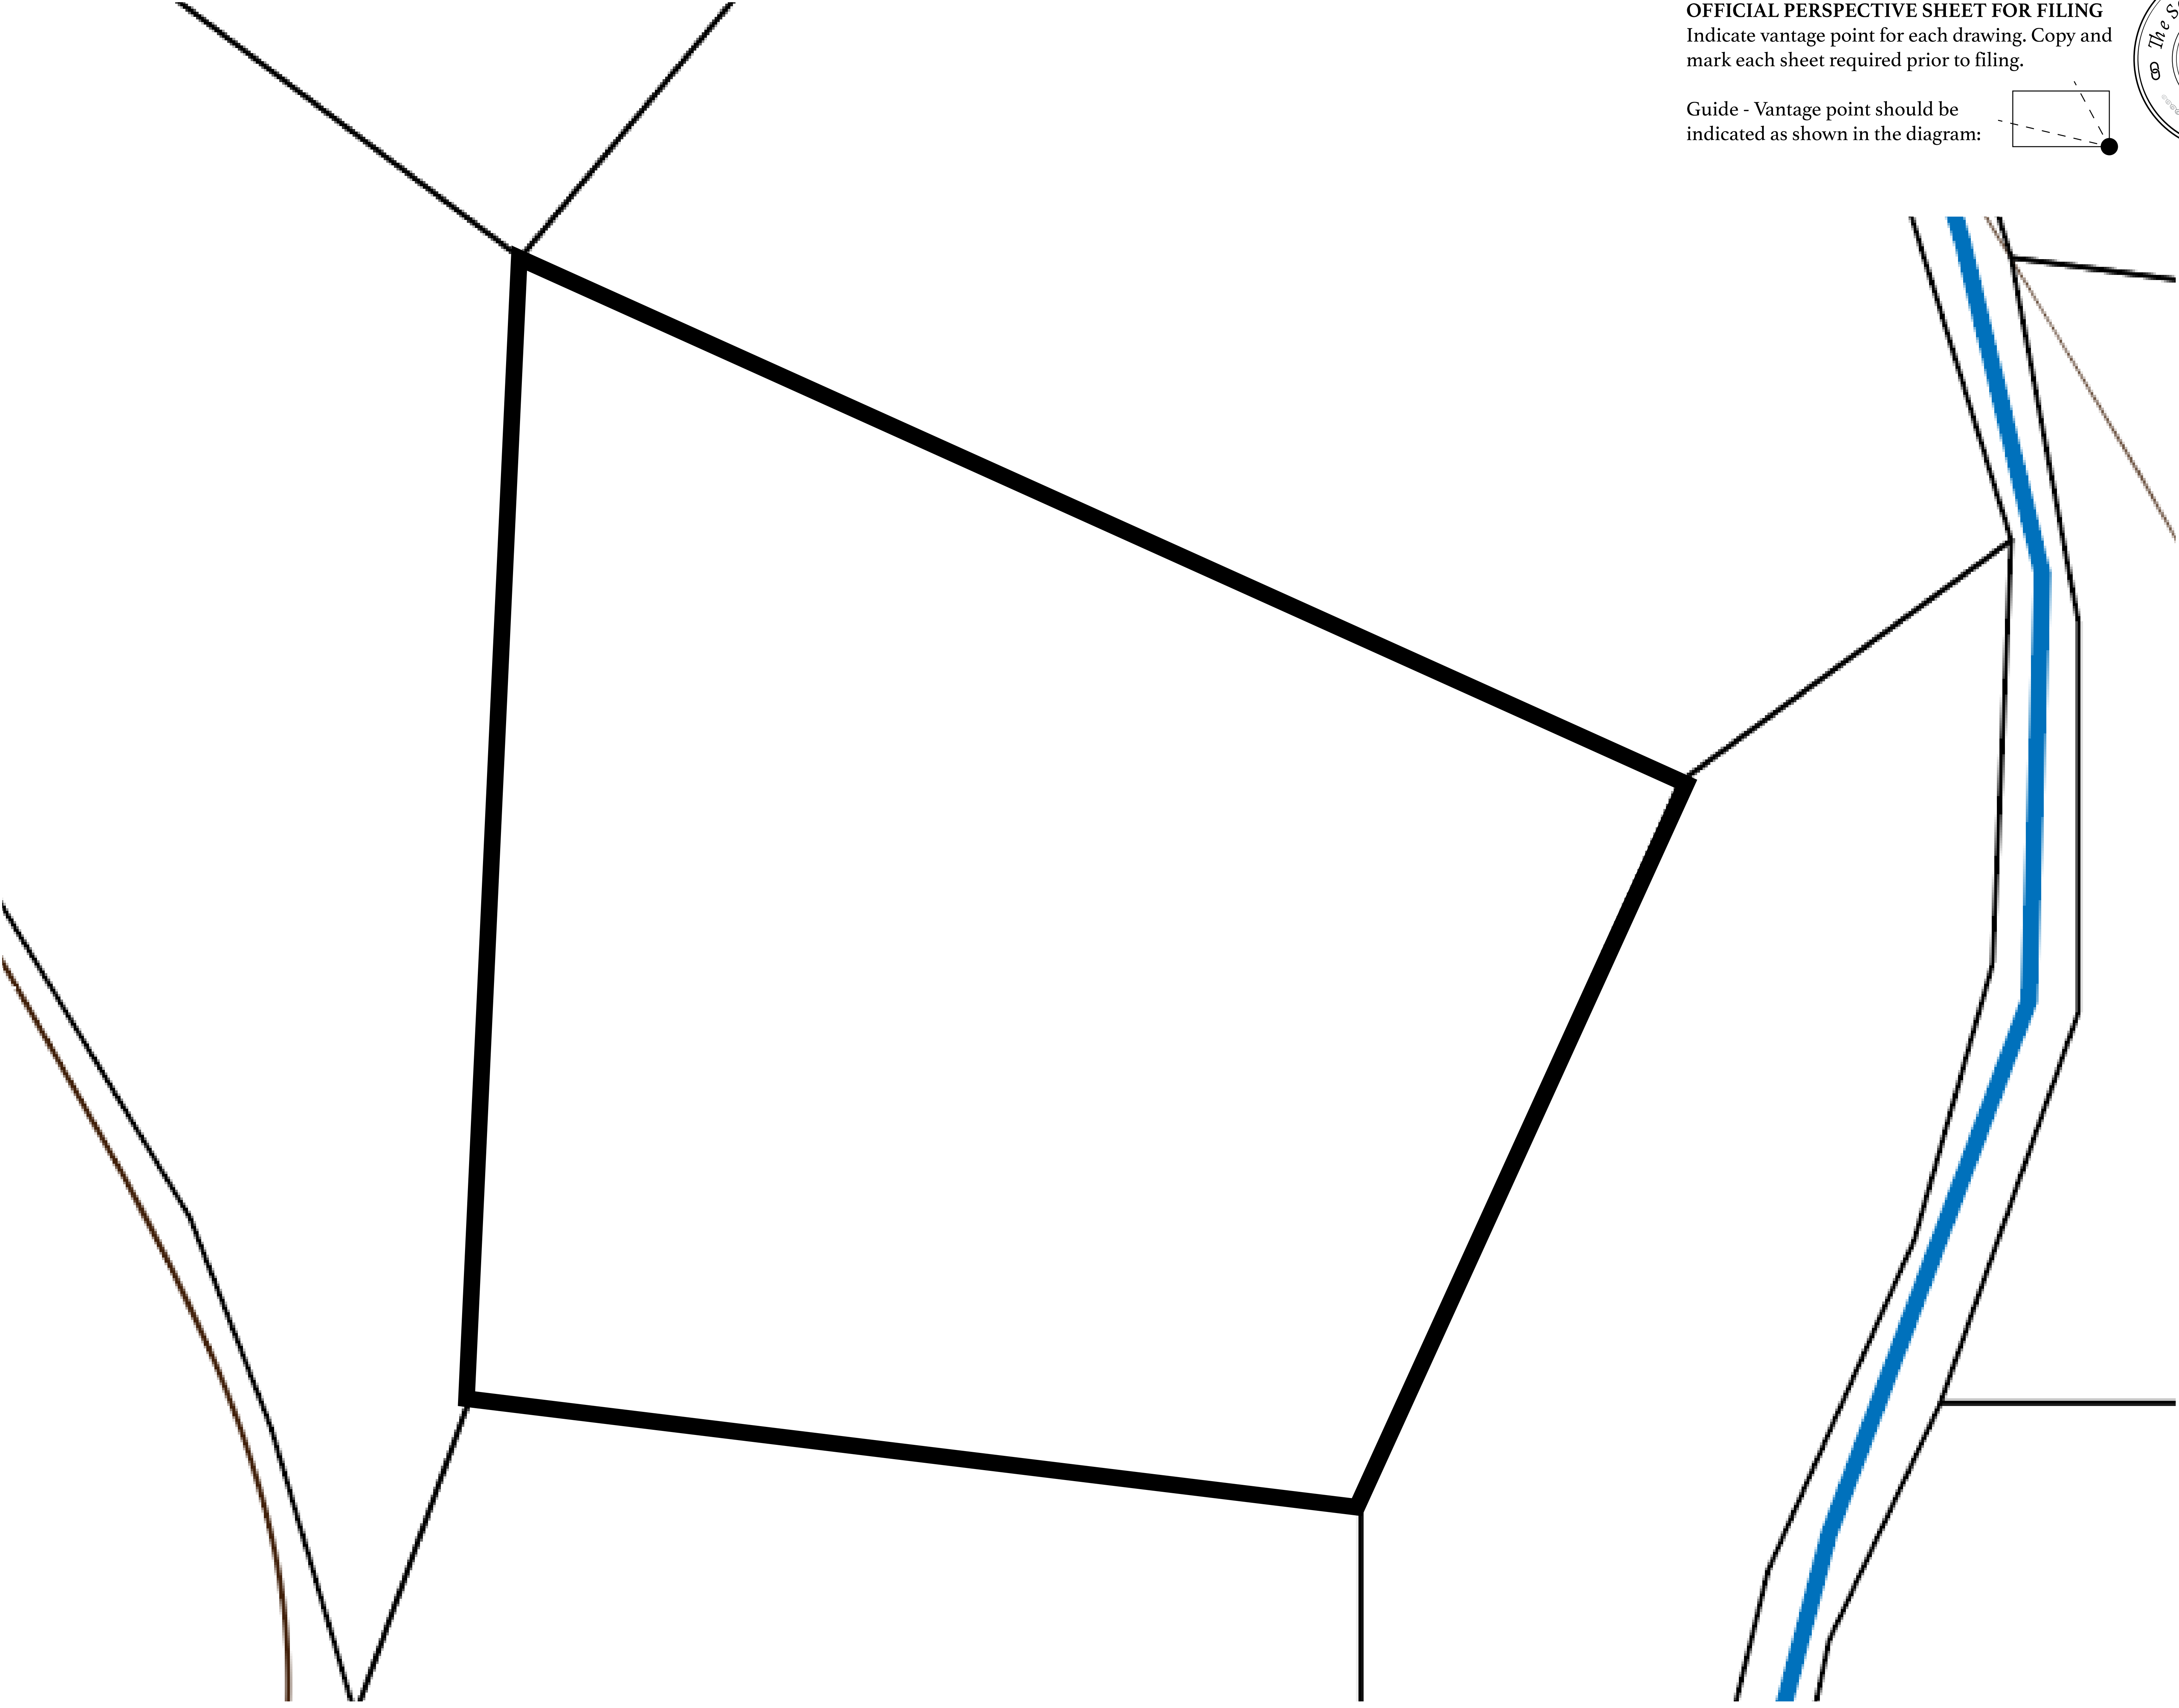 OFFICIAL PERSPECTIVE SHEET FOR FILING
Indicate vantage point for each drawing. Copy and
mark each sheet required prior to filing.
Guide - Vantage point should be
indicated as shown in the diagram:
The